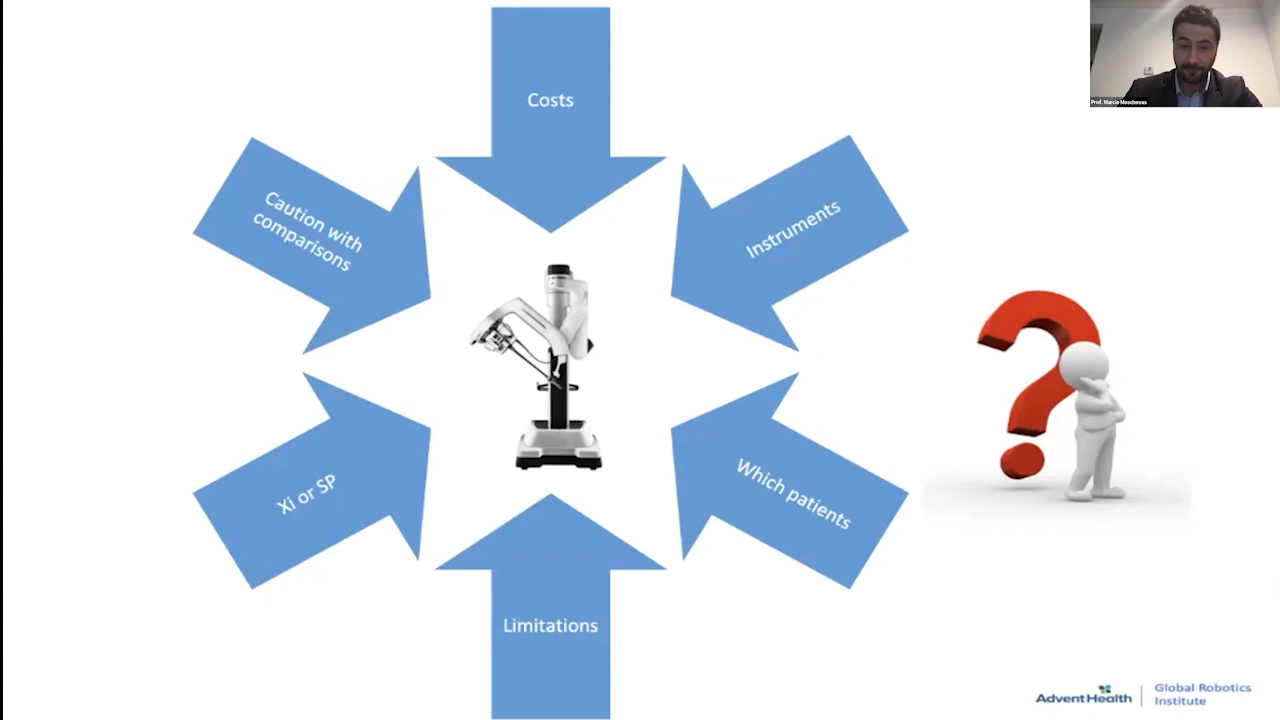 Prof. Marcio Moschovas
Costs
Caution with
comparisons
Instruments
Xi or SP
Which patients
Limitations
AdventHealth
Global Robotics
Institute